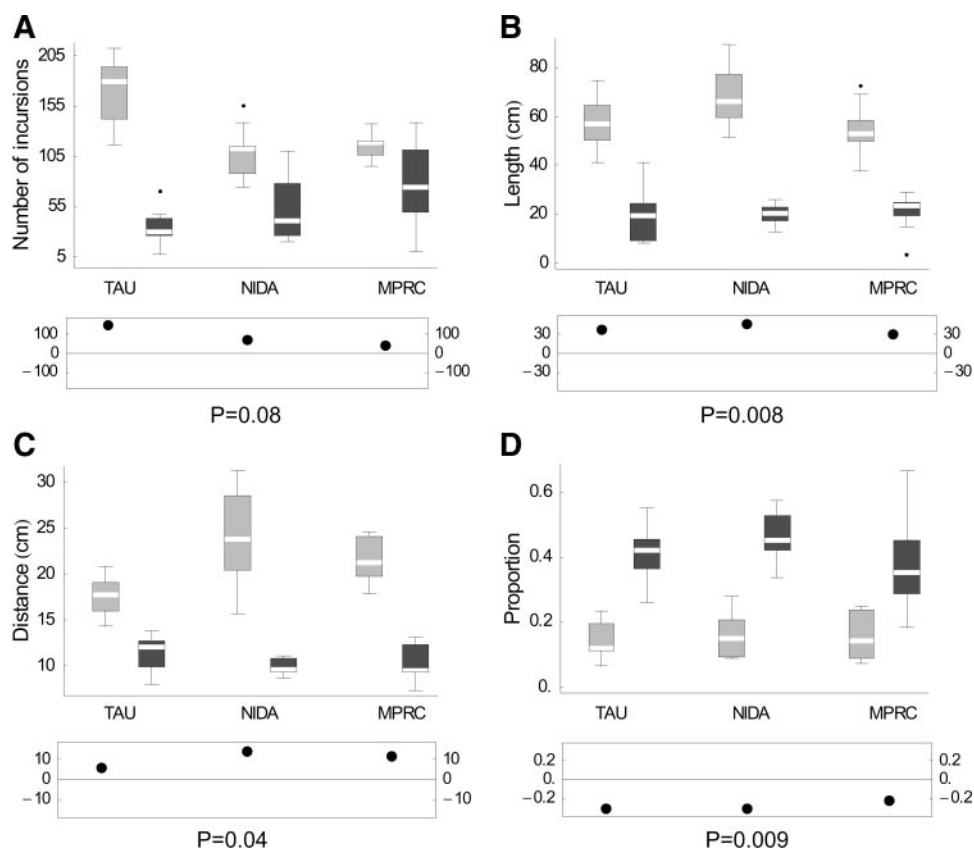 A
Number of incursions
205
155
105
55
5
TAU NIDA MPRC
100 100
0 0
−100 −100
P=0.08
B
Length (cm)
80
60
40
20
0
TAU NIDA MPRC
30 30
0 0
−30 −30
P=0.008
C
Distance (cm)
30
25
20
15
10
TAU NIDA MPRC
10 10
0 0
−10 −10
P=0.04
D
Proportion
0.6
0.4
0.2
0.
TAU NIDA MPRC
0.2 0.2
0. 0.
−0.2 −0.2
P=0.009